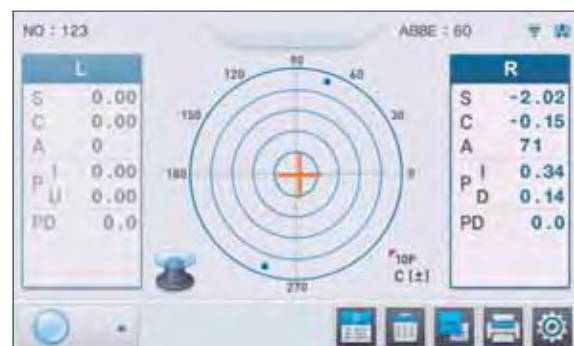 NO : 123
ABBE : 60
L
S 0.00
C 0.00
A 0
P I 0.00
U 0.00
PD 0.0
90
120
60
150
30
180
0
270
10P
C (±)
R
S -2.02
C -0.15
A 71
P I 0.34
D 0.14
PD 0.0